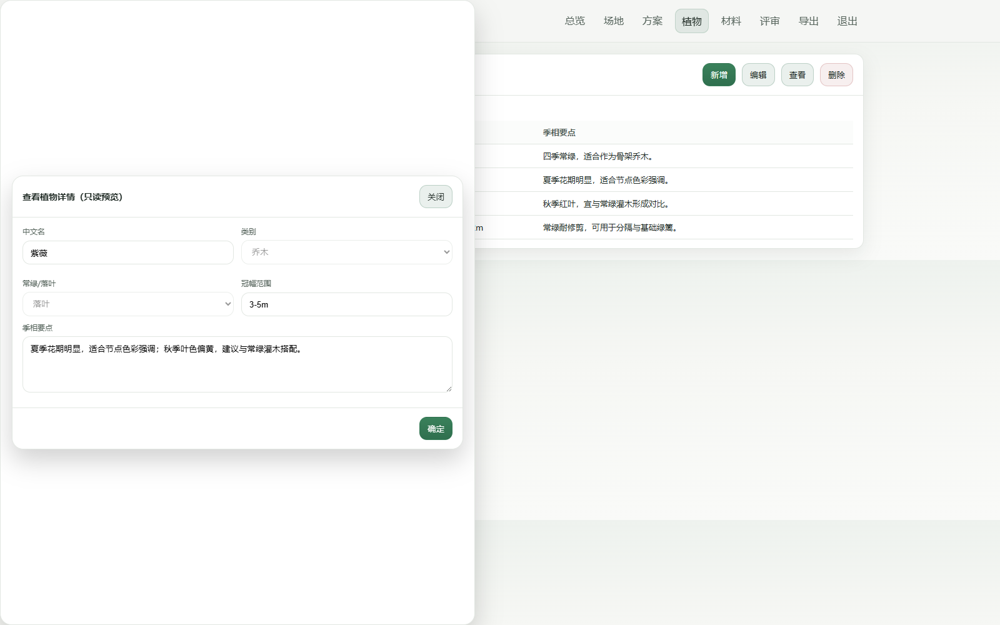 总览 场地 方案 植物 材料 评审 导出 退出
新增 编辑 查看 删除
季相要点
四季常绿，适合作为骨架乔木。
夏季花期明显，适合节点色彩强调。
秋季红叶，宜与常绿灌木形成对比。
m 常绿耐修剪，可用于分隔与基础绿篱。
查看植物详情（只读预览） 关闭
中文名 类别
紫薇 乔木
常绿/落叶 冠幅范围
落叶 3-5m
季相要点
夏季花期明显，适合节点色彩强调；秋季叶色偏黄，建议与常绿灌木搭配。
确定